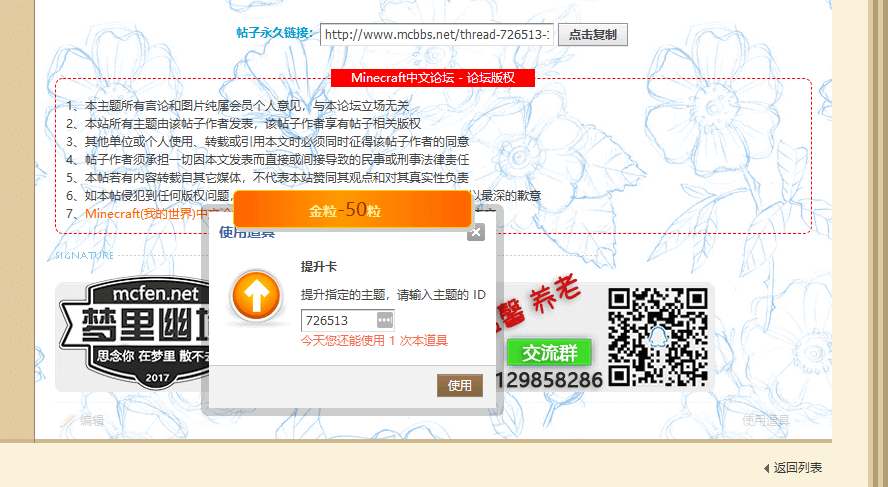 帖子永久链接: http://www.mcbbs.net/thread-726513- 点击复制
Minecraft中文论坛 - 论坛版权
1、本主题所有言论和图片纯属会员个人意见，与本论坛立场无关
2、本站所有主题由该帖子作者发表，该帖子作者享有帖子相关版权
3、其他单位或个人使用、转载或引用本文时必须同时征得该帖子作者的同意
4、帖子作者须承担一切因本文发表而直接或间接导致的民事或刑事法律责任
5、本帖若有内容转载自其它媒体，不代表本站赞同其观点和对其真实性负责
6、如本帖侵犯到任何版权问题， 以最深的歉意
7、Minecraft(我的世界)中
金粒-50粒
使用道具
SIGNATURE
提升卡
提升指定的主题，请输入主题的 ID
726513
今天您还能使用 1 次本道具
使用
mcfen.net
梦里幽
思念你 在梦里 散不
2017
馨 养老
交流群
129858286
编辑
使用道具
返回列表